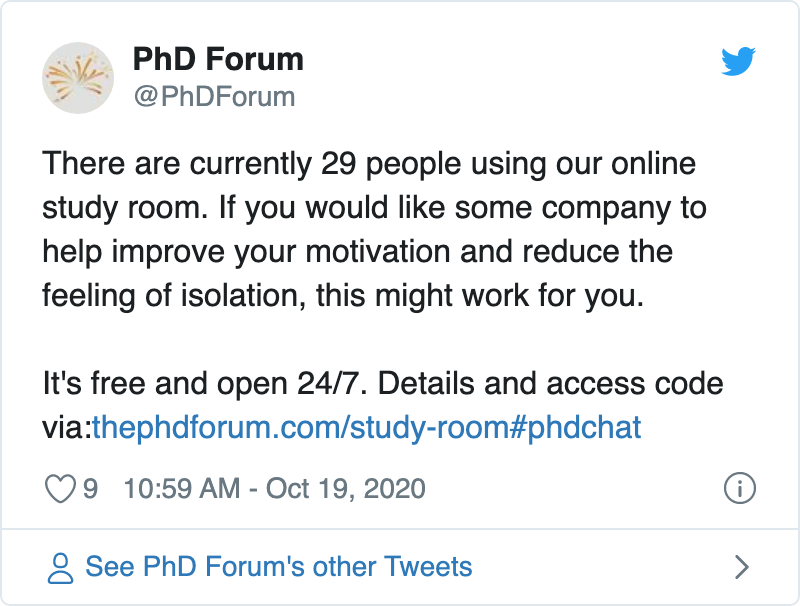 PhD Forum
@PhDForum
There are currently 29 people using our online
study room. If you would like some company to
help improve your motivation and reduce the
feeling of isolation, this might work for you.
It's free and open 24/7. Details and access code
via:thephdforum.com/study-room#phdchat
9 10:59 AM - Oct 19, 2020
See PhD Forum's other Tweets